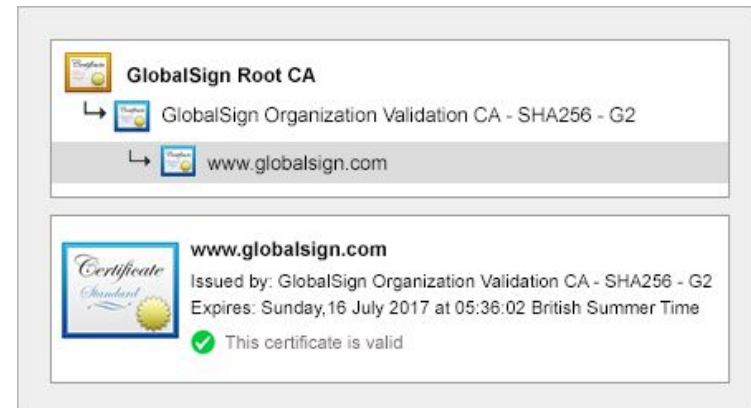 GlobalSign Root CA
GlobalSign Organization Validation CA - SHA256 - G2
www.globalsign.com
Certificate
Standard
www.globalsign.com
Issued by: GlobalSign Organization Validation CA - SHA256 - G2
Expires: Sunday,16 July 2017 at 05:36:02 British Summer Time
This certificate is valid